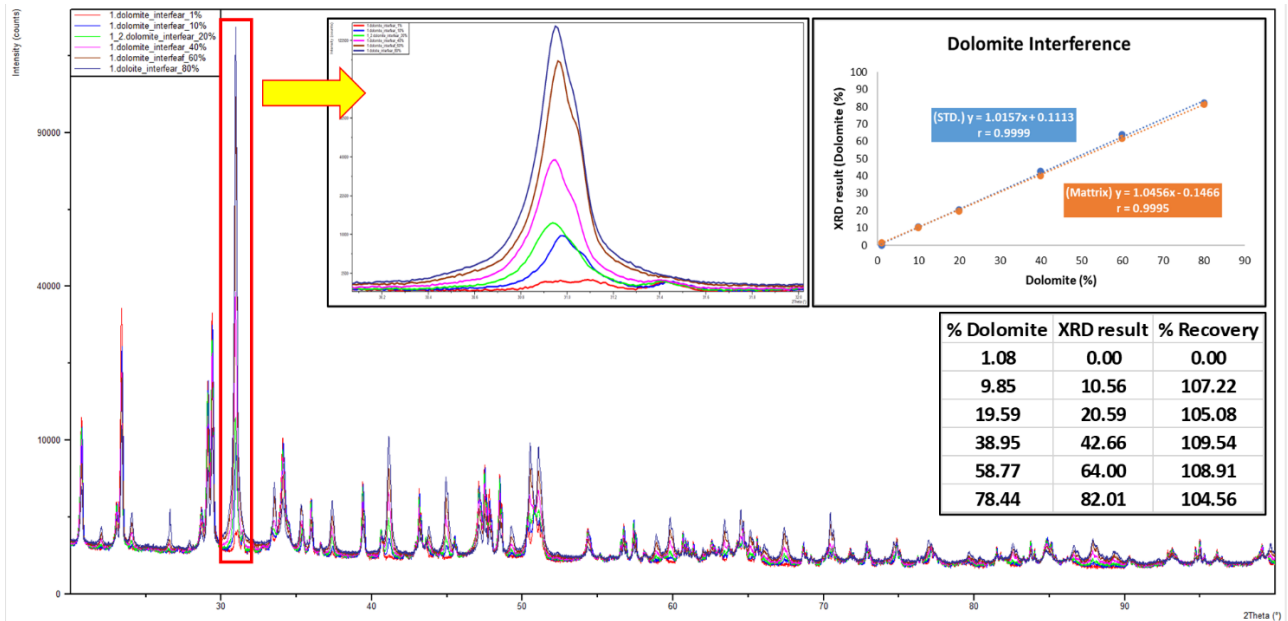 Intensity (counts)
1.dolomite_interfear_1%
1.dolomite_interfear_10%
1_2.dolomite_interfear_20%
1.dolomite_interfear_40%
1.dolomite_interfeaf_60%
1.doloite_interfear_80%
90000
40000
10000
0
30
40
50
60
70
80
90
2Theta (°)
Dolomite Interference
XRD result (Dolomite (%)
100
90
80
70
60
50
40
30
20
10
0
(STD.) y = 1.0157x + 0.1113
r = 0.9999
(Mattrix) y = 1.0456x - 0.1466
r = 0.9995
0 10 20 30 40 50 60 70 80 90
Dolomite (%)
% Dolomite XRD result % Recovery
1.08 0.00 0.00
9.85 10.56 107.22
19.59 20.59 105.08
38.95 42.66 109.54
58.77 64.00 108.91
78.44 82.01 104.56